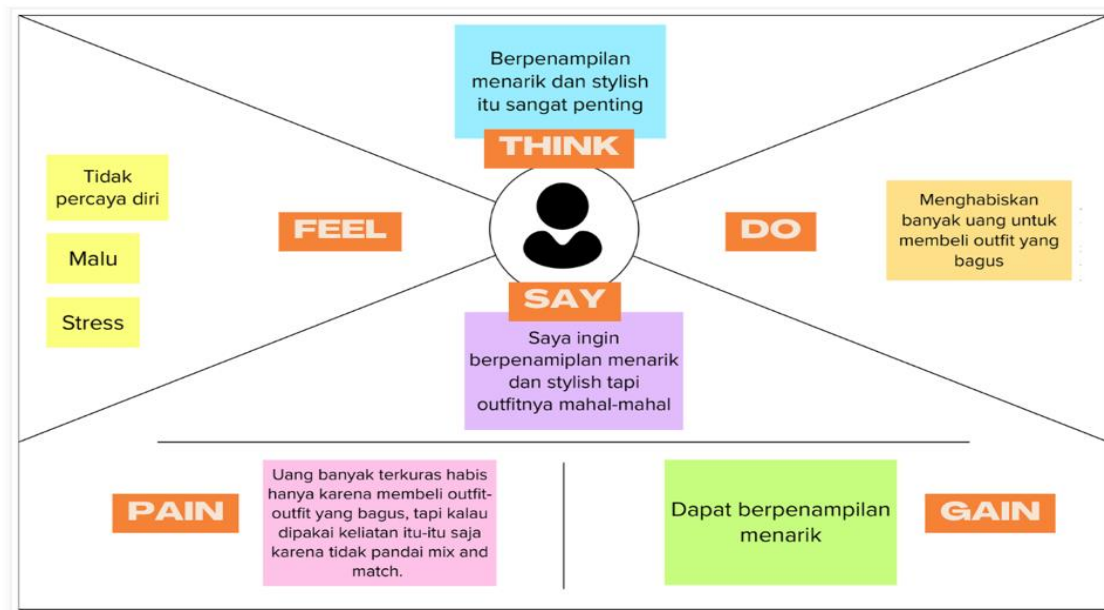 Berpenampilan
menarik dan stylish
itu sangat penting
THINK
Tidak
percaya diri
Malu
Stress
FEEL
DO
Menghabiskan
banyak uang untuk
membeli outfit yang
bagus
SAY
Saya ingin
berpenamiplan menarik
dan stylish tapi
outfitnya mahal-mahal
PAIN
Uang banyak terkuras habis
hanya karena membeli outfit-
outfit yang bagus, tapi kalau
dipakai keliatan itu-itu saja
karena tidak pandai mix and
match.
Dapat berpenampilan
menarik
GAIN